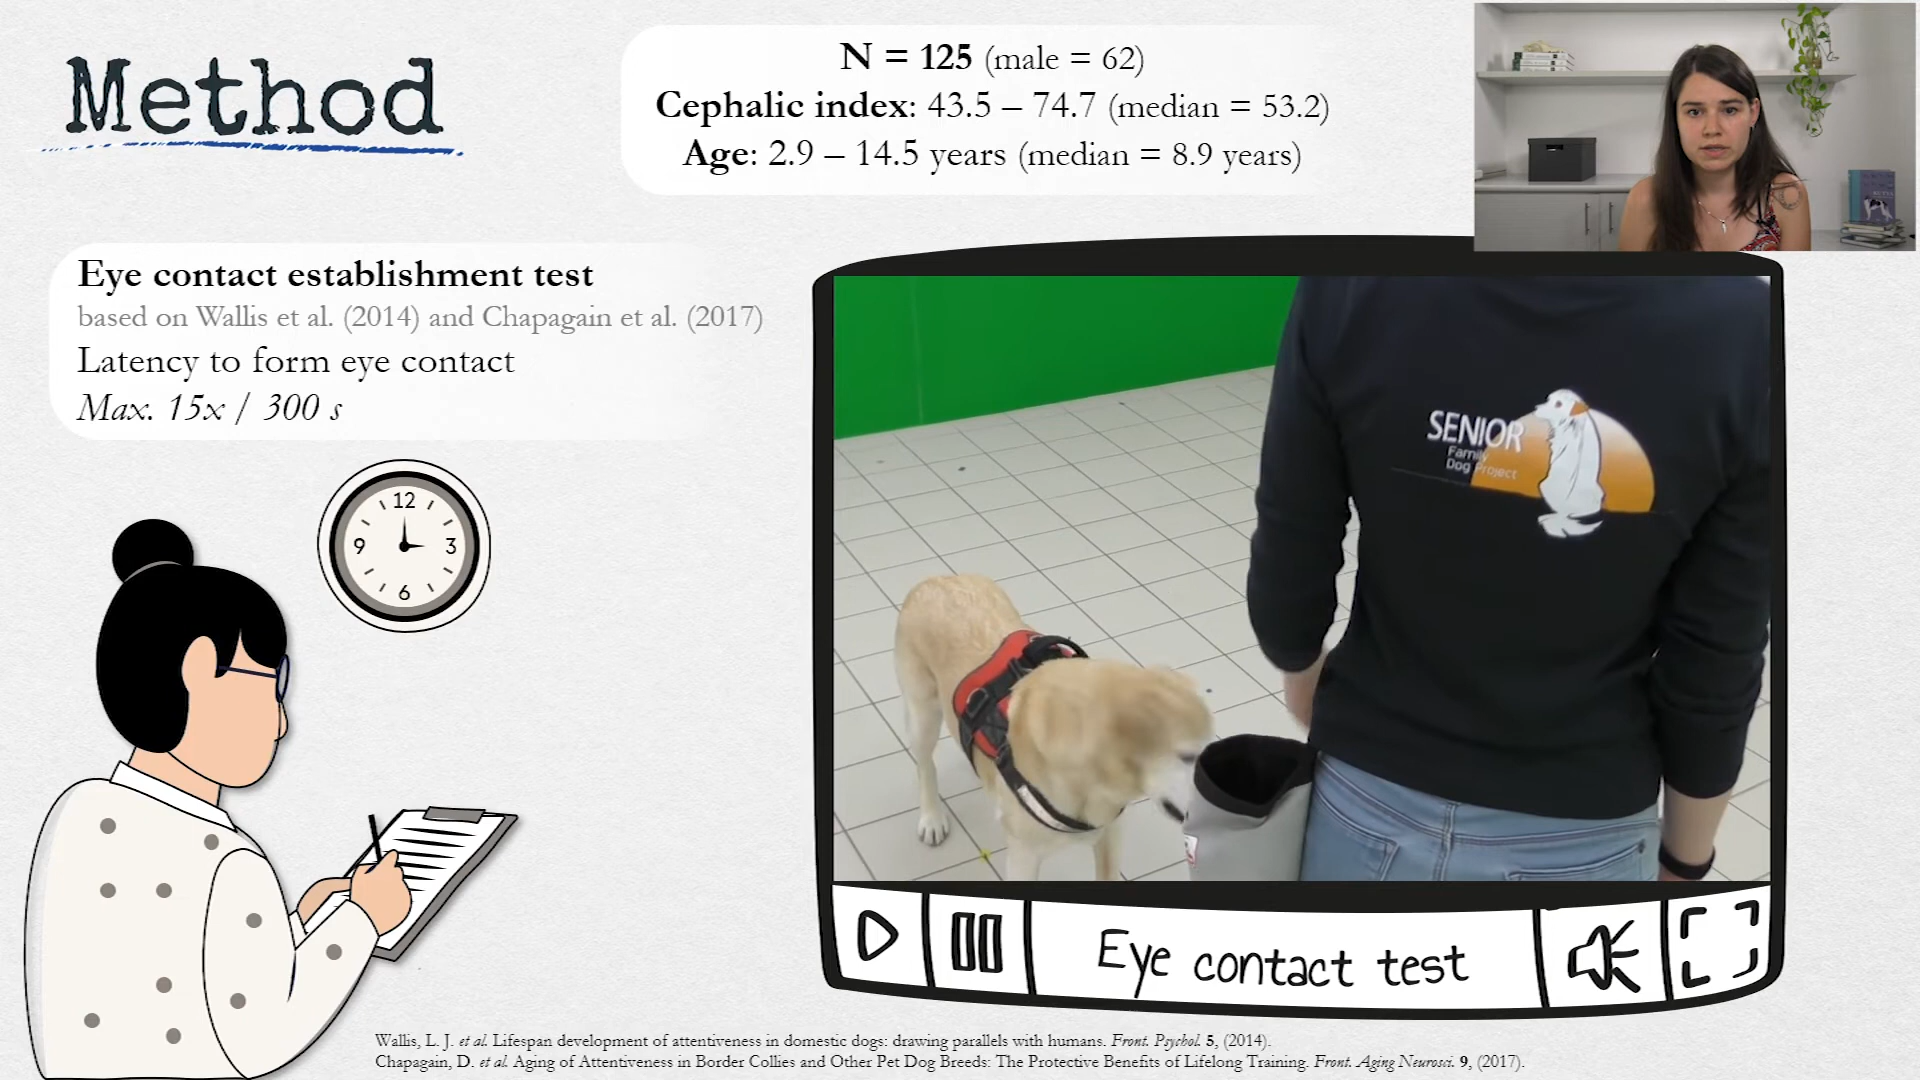 Method
N = 125 (male = 62)
Cephalic index: 43.5 – 74.7 (median = 53.2)
Age: 2.9 – 14.5 years (median = 8.9 years)
Eye contact establishment test
based on Wallis et al. (2014) and Chapagain et al. (2017)
Latency to form eye contact
Max. 15x / 300 s
12
9 3
6
SENIOR
Family
Dog Project
Eye contact test
Wallis, L. J. et al. Lifespan development of attentiveness in domestic dogs: drawing parallels with humans. Front. Psychol. 5, (2014).
Chapagain, D. et al. Aging of Attentiveness in Border Collies and Other Pet Dog Breeds: The Protective Benefits of Lifelong Training. Front. Aging Neurosci. 9, (2017).